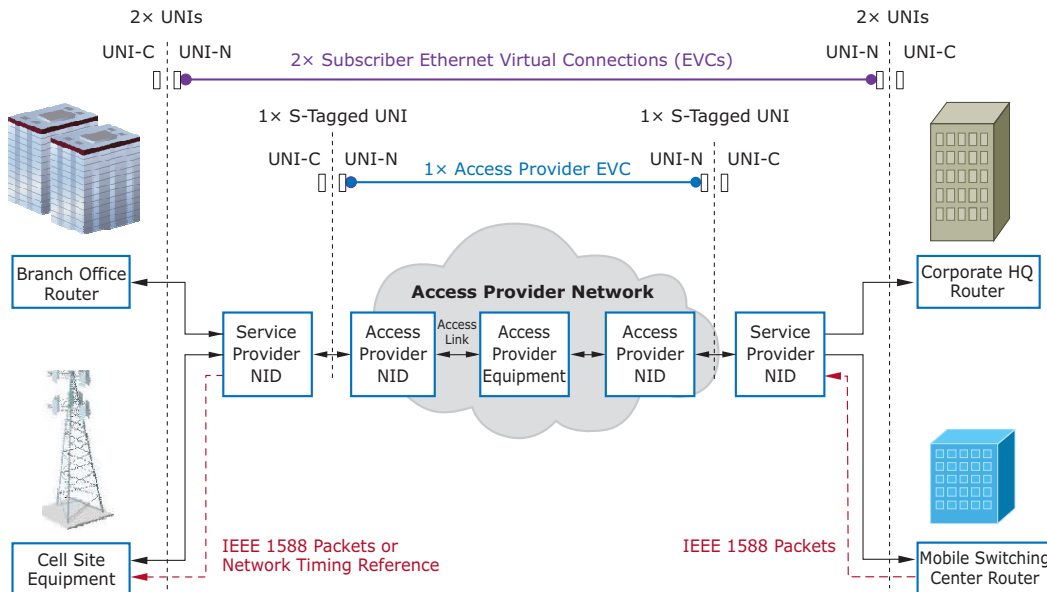 2× UNIs
2× UNIs
UNI-C
UNI-N
UNI-N
UNI-C
2× Subscriber Ethernet Virtual Connections (EVCs)
1× S-Tagged UNI
1× S-Tagged UNI
UNI-C
UNI-N
1× Access Provider EVC
UNI-N
UNI-C
Access Provider Network
Branch Office
Router
Corporate HQ
Router
Service
Provider
NID
Access
Provider
NID
Access
Link
Access
Provider
Equipment
Access
Provider
NID
Service
Provider
NID
IEEE 1588 Packets or
Network Timing Reference
IEEE 1588 Packets
Cell Site
Equipment
Mobile Switching
Center Router